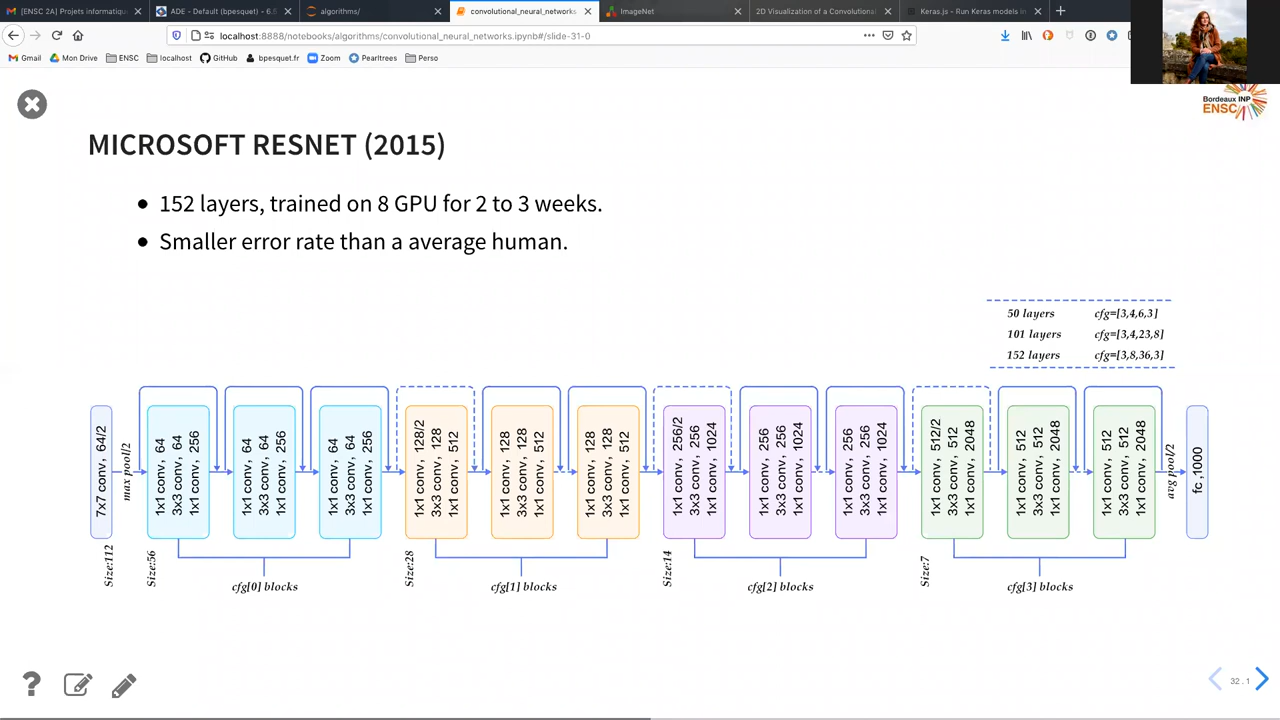 [ENSC 2A] Projets informatiqu
ADE - Default (bpesquet) - 6.5
algorithms/
convolutional_neural_networks
ImageNet
2D Visualization of a Convolutional
Keras.js - Run Keras models in
localhost:8888/notebooks/algorithms/convolutional_neural_networks.ipynb#/slide-31-0
Gmail
Mon Drive
ENSC
localhost
GitHub
bpesquet.fr
Zoom
Pearltrees
Perso
Bordeaux INP
ENSC
MICROSOFT RESNET (2015)
• 152 layers, trained on 8 GPU for 2 to 3 weeks.
• Smaller error rate than a average human.
50 layers cfg=[3,4,6,3]
101 layers cfg=[3,4,23,8]
152 layers cfg=[3,8,36,3]
7x7 conv, 64/2
max pool/2
1x1 conv, 64
3x3 conv, 64
1x1 conv, 256
1x1 conv, 64
3x3 conv, 64
1x1 conv, 256
1x1 conv, 64
3x3 conv, 64
1x1 conv, 256
1x1 conv, 128/2
3x3 conv, 128
1x1 conv, 512
1x1 conv, 128
3x3 conv, 128
1x1 conv, 512
1x1 conv, 128
3x3 conv, 128
1x1 conv, 512
1x1 conv, 256/2
3x3 conv, 256
1x1 conv, 1024
1x1 conv, 256
3x3 conv, 256
1x1 conv, 1024
1x1 conv, 256
3x3 conv, 256
1x1 conv, 1024
1x1 conv, 512/2
3x3 conv, 512
1x1 conv, 2048
1x1 conv, 512
3x3 conv, 512
1x1 conv, 2048
1x1 conv, 512
3x3 conv, 512
1x1 conv, 2048
avg pool/2
fc ,1000
Size:112
Size:56
cfg[0] blocks
Size:28
cfg[1] blocks
Size:14
cfg[2] blocks
Size:7
cfg[3] blocks
?
32.1